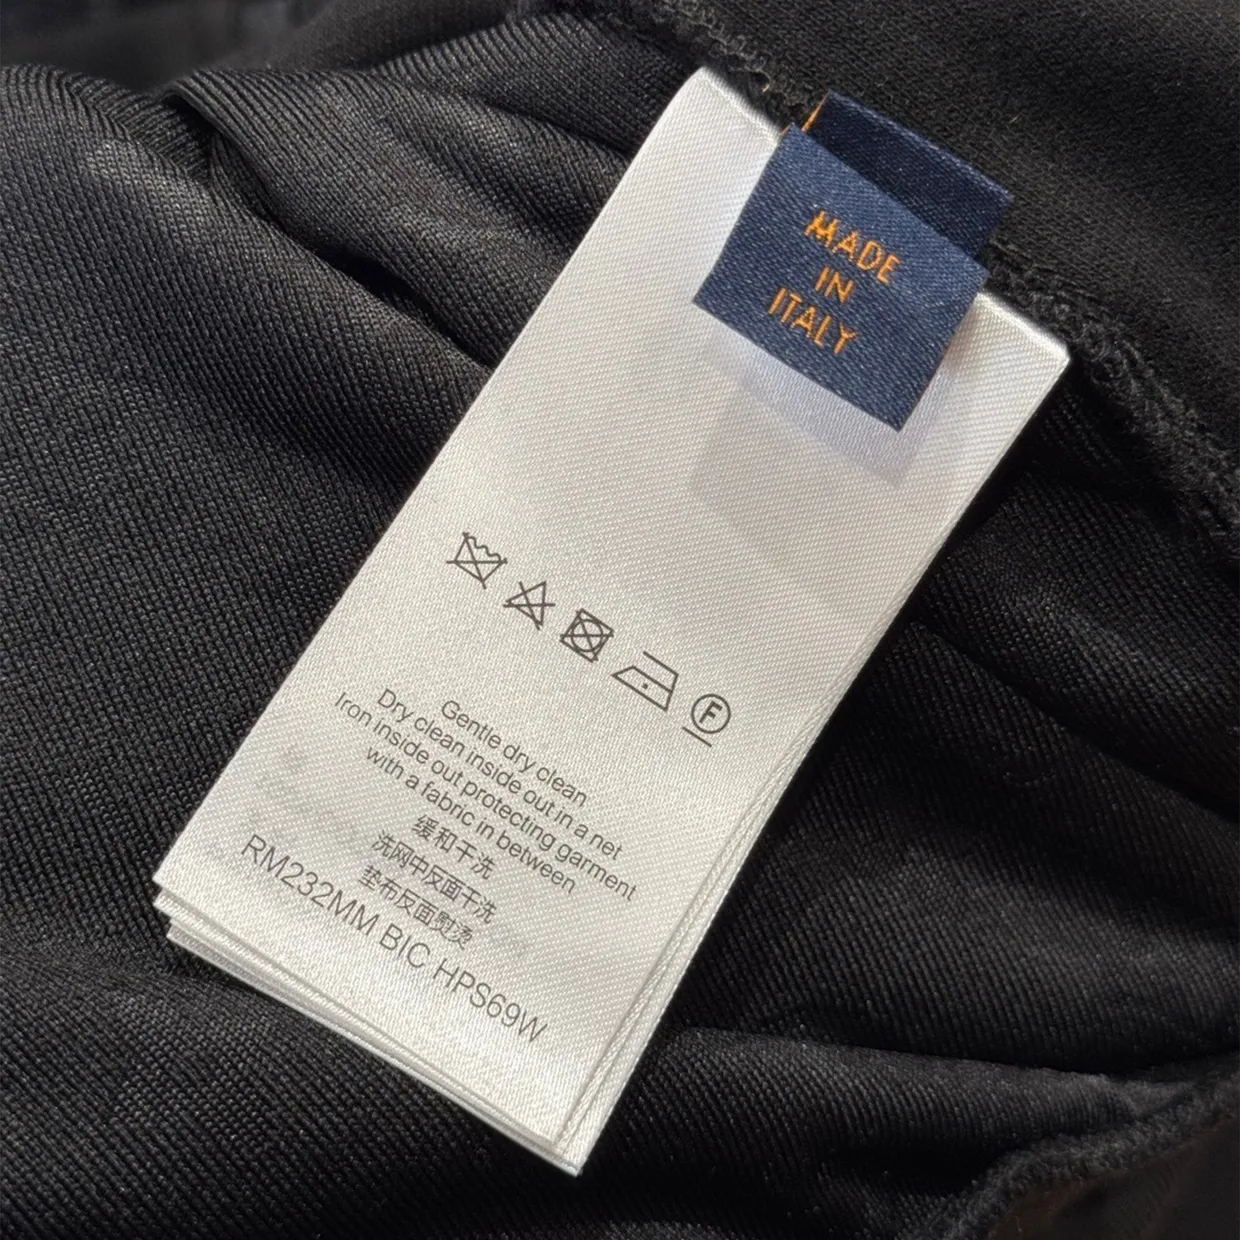 MADE
IN
ITALY
F
Gentle dry clean
Dry clean inside out in a net
Iron inside out protecting garment
with a fabric in between
缓和干洗
洗网中反面干洗
垫布反面熨烫
RM232MM BIC HPS69W